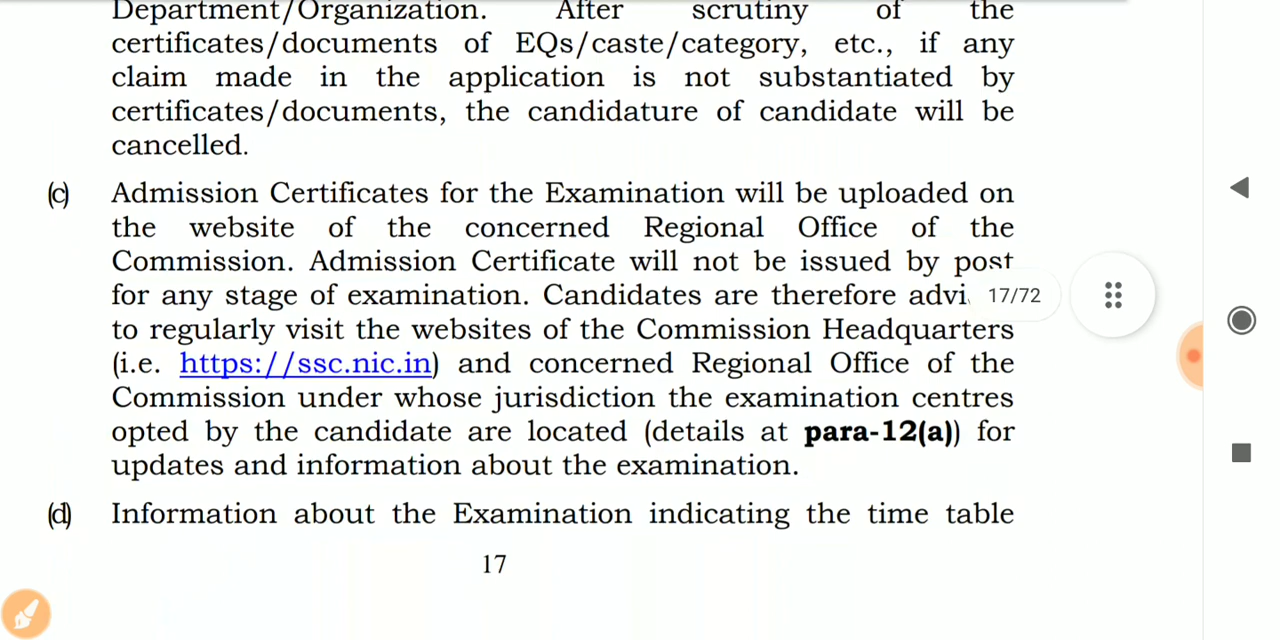 Department/Organization. After scrutiny of the
certificates/documents of EQs/caste/category, etc., if any
claim made in the application is not substantiated by
certificates/documents, the candidature of candidate will be
cancelled.
(c) Admission Certificates for the Examination will be uploaded on
the website of the concerned Regional Office of the
Commission. Admission Certificate will not be issued by post
for any stage of examination. Candidates are therefore advi
17/72
to regularly visit the websites of the Commission Headquarters
(i.e. https://ssc.nic.in) and concerned Regional Office of the
Commission under whose jurisdiction the examination centres
opted by the candidate are located (details at para-12(a)) for
updates and information about the examination.
(d) Information about the Examination indicating the time table
17